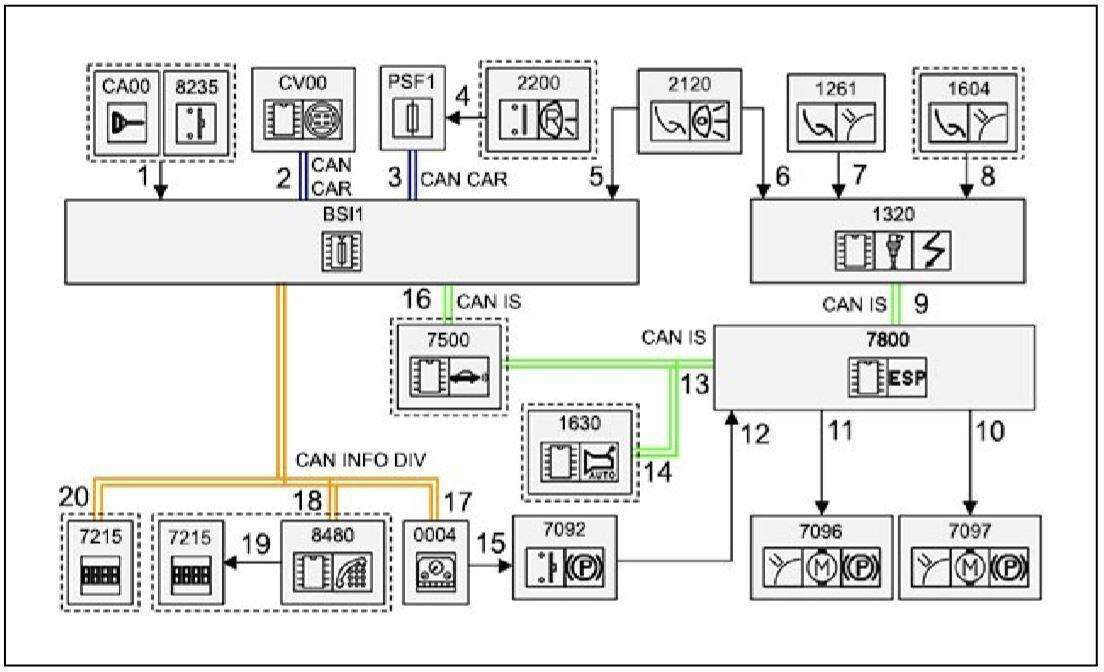 CA00
8235
CV00
PSF1
4
2200
2120
1261
1604
1
2
CAN
CAR
3
CAN CAR
5
6
7
8
BSI1
1320
16
CAN IS
CAN IS
9
7500
CAN IS
7800
ESP
13
1630
AUTO
14
12
11
10
CAN INFO DIV
20
18
17
7215
7215
19
8480
0004
15
7092
P
7096
M
P
7097
M
P
R